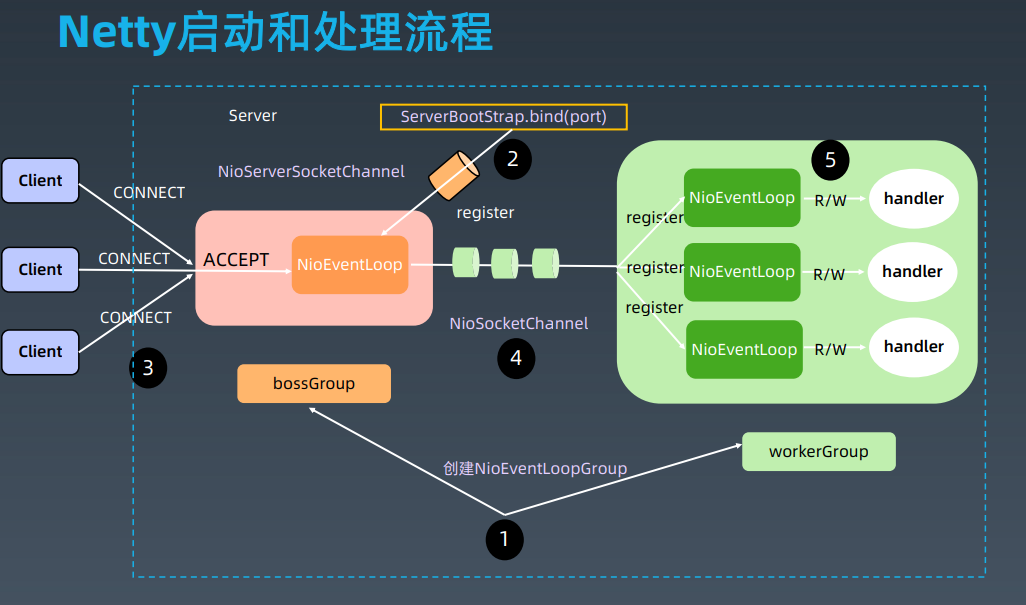 Netty启动和处理流程
Server
ServerBootStrap.bind(port)
2
5
NioServerSocketChannel
Client
CONNECT
register
NioEventLoop
R/W
handler
register
Client
CONNECT
ACCEPT
NioEventLoop
register
NioEventLoop
R/W
handler
register
Client
CONNECT
NioSocketChannel
NioEventLoop
R/W
handler
3
4
bossGroup
workerGroup
创建NioEventLoopGroup
1